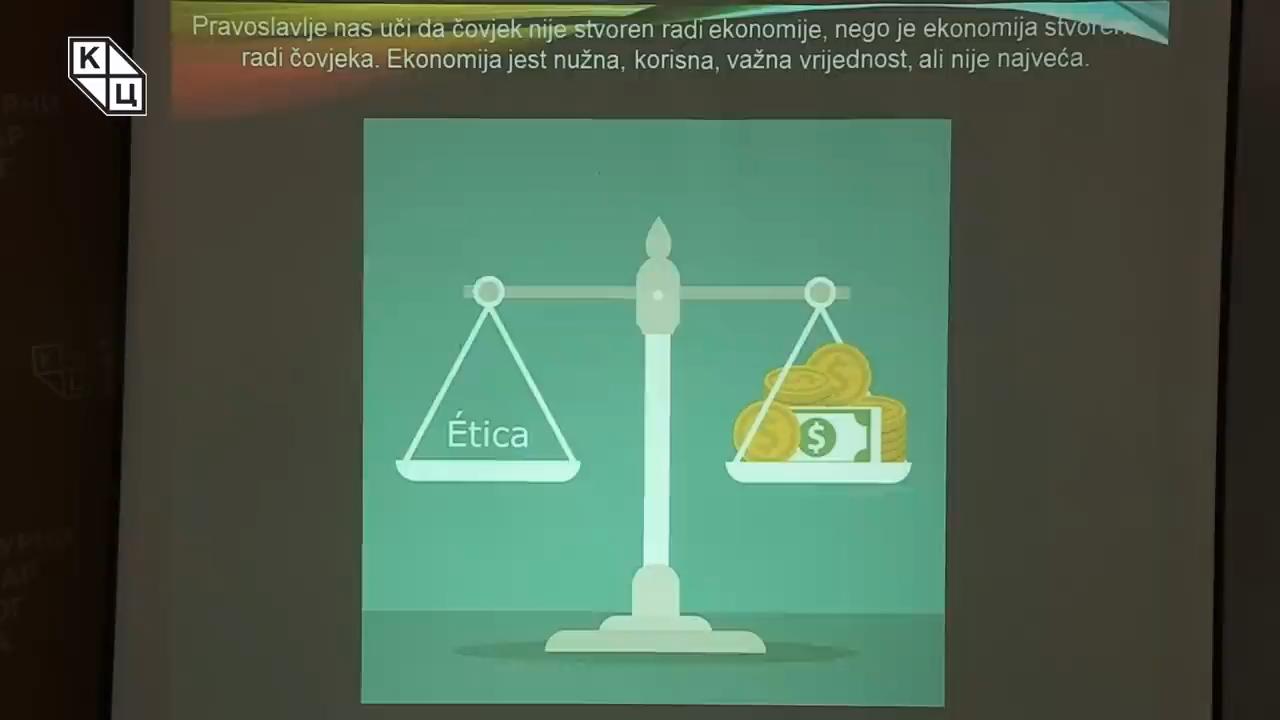 Pravoslavlje nas uči da čovjek nije stvoren radi ekonomije, nego je ekonomija stvoren
radi čovjeka. Ekonomija jest nužna, korisna, važna vrijednost, ali nije najveća.
К
Ц
Ética
$
$
$